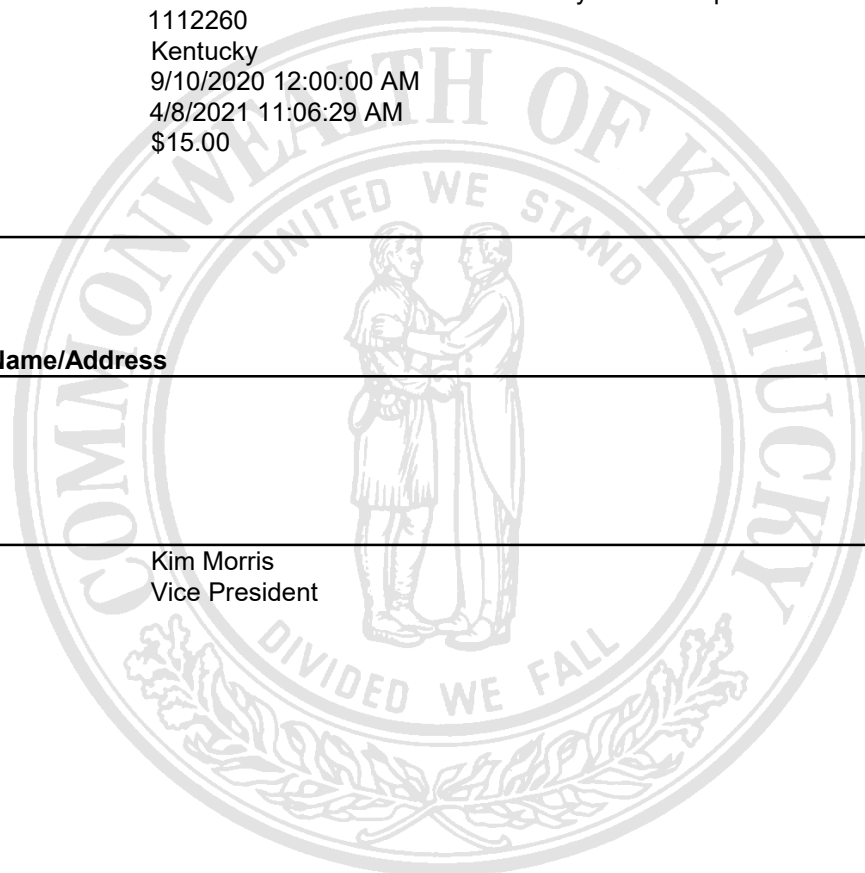 1112260
Kentucky
9/10/2020 12:00:00 AM
4/8/2021 11:06:29 AM
$15.00
COMMONWEALTH OF KENTUCKY
UNITED WE STAND
Name/Address
Kim Morris
Vice President
DIVIDED WE FALL